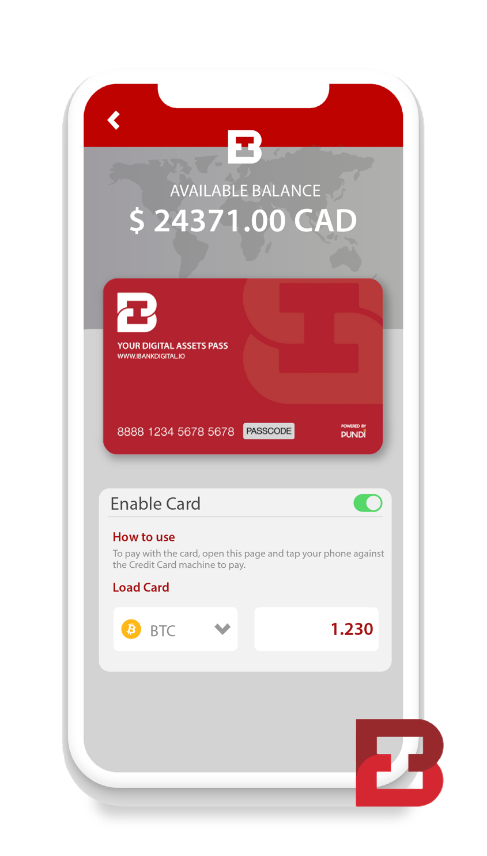 AVAILABLE BALANCE
$ 24371.00 CAD
YOUR DIGITAL ASSETS PASS
WWW.IBANKDIGITAL.IO
8888 1234 5678 5678 PASSCODE
POWERED BY
PUNDI
Enable Card
How to use
To pay with the card, open this page and tap your phone against
the Credit Card machine to pay.
Load Card
BTC 1.230